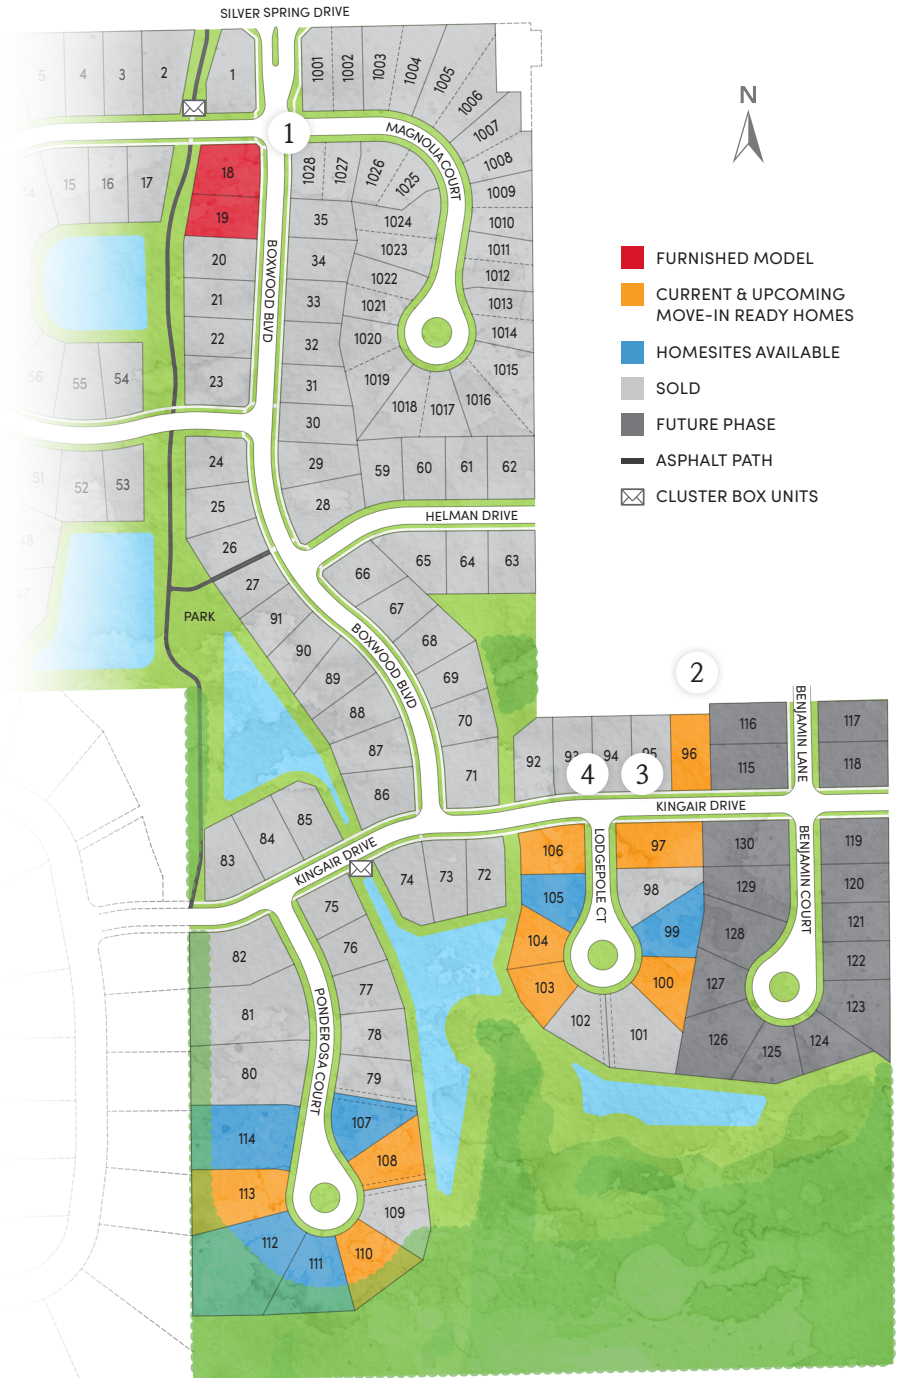 SILVER SPRING DRIVE
5 4 3 2 1
1001 1002 1003 1004 1005 1006 1007 1008 1009 1010 1011 1012 1013 1014 1015 1016 1017 1018 1019 1020 1021 1022 1023 1024 1025 1026 1027 1028
1
MAGNOLIA COURT
N
FURNISHED MODEL
CURRENT & UPCOMING
MOVE-IN READY HOMES
HOMESITES AVAILABLE
SOLD
FUTURE PHASE
ASPHALT PATH
CLUSTER BOX UNITS
14 15 16 17 18
19
20
21
22
23
BOXWOOD BLVD
35
34
33
32
31
30
29
28
56 55 54
51 52 53
48
47
24
25
26
27
59 60 61 62
HELMAN DRIVE
66 65 64 63
67
68
69
70
71
PARK
91
90
89
88
87
86
BOXWOOD BLVD
2
BENJAMIN LANE
92 93 94 95 96
4 3
116
115
117
118
KINGAIR DRIVE
83 84 85
KINGAIR DRIVE
74 73 72
75
76
77
78
79
82
81
80
PONDEROSA COURT
106
105
104
103
102
101
100
99
98
97
LODGEPOLE CT
130
129
128
127
126
125
124
123
122
121
120
119
BENJAMIN COURT
114
113
112
111
110
109
108
107